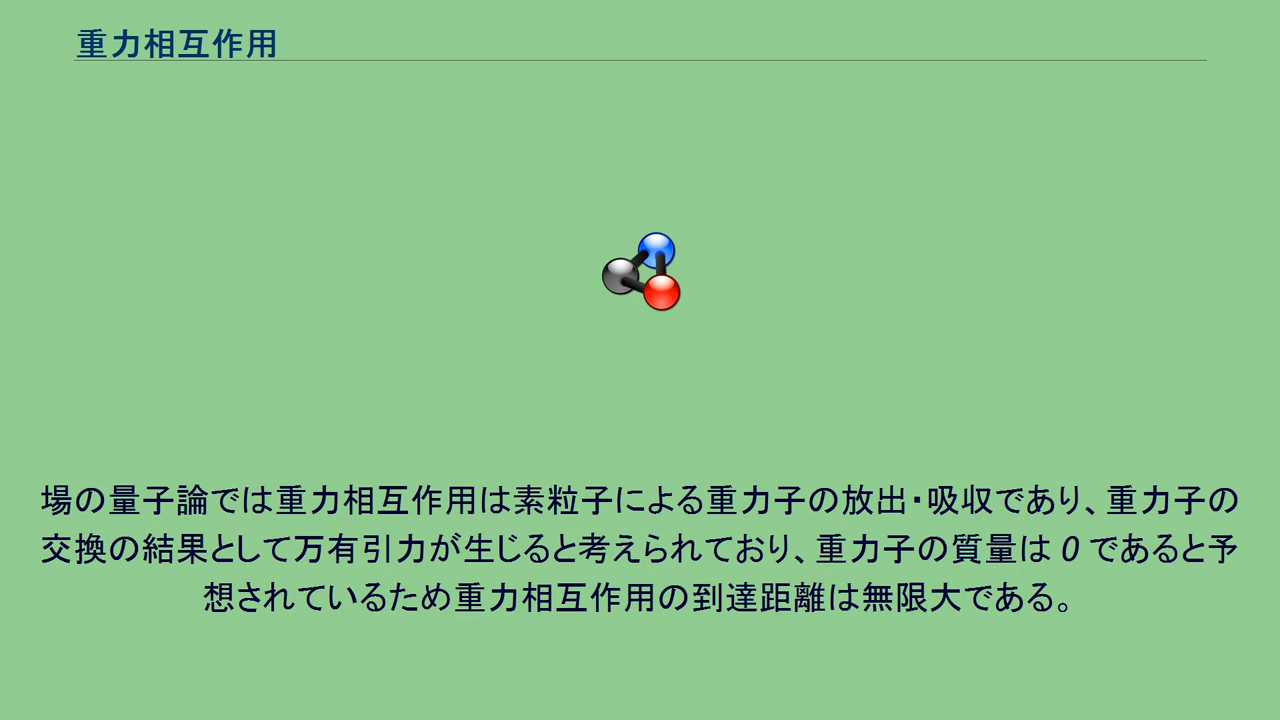 重力相互作用
場の量子論では重力相互作用は素粒子による重力子の放出・吸収であり、重力子の
交換の結果として万有引力が生じると考えられており、重力子の質量は 0 であると予
想されているため重力相互作用の到達距離は無限大である。